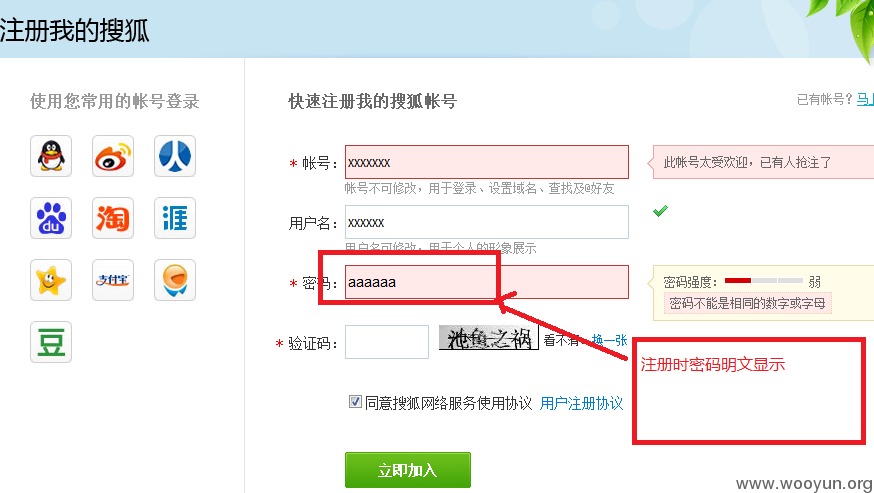 注册我的搜狐
使用您常用的帐号登录
快速注册我的搜狐帐号
已有帐号？马上
* 帐号： xxxxxxx
此帐号太受欢迎，已有人抢注了
帐号不可修改，用于登录、设置域名、查找及@好友
用户名： xxxxxx
用户名可修改，用于个人的形象展示
* 密码： aaaaaa
密码强度： 弱
密码不能是相同的数字或字母
* 验证码： 池鱼之祸 看不清？换一张
注册时密码明文显示
同意搜狐网络服务使用协议 用户注册协议
立即加入
du
淘
涯
支付宝
豆
www.wooyun.org